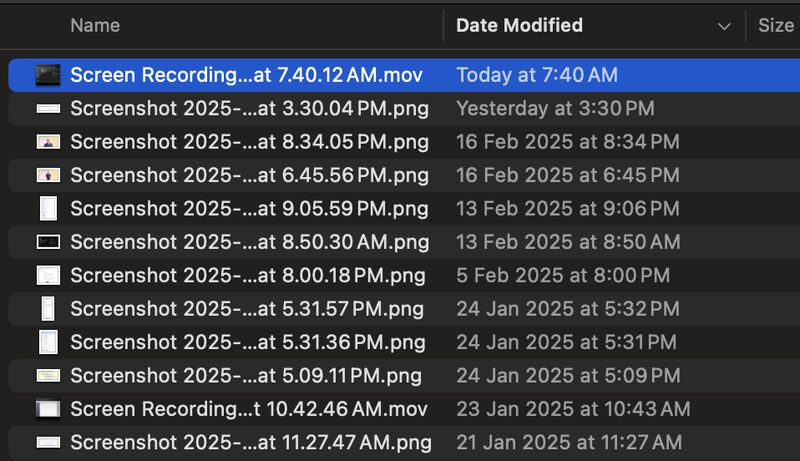 Name Date Modified Size
Screen Recording...at 7.40.12 AM.mov Today at 7:40 AM
Screenshot 2025-...at 3.30.04 PM.png Yesterday at 3:30 PM
Screenshot 2025-...at 8.34.05 PM.png 16 Feb 2025 at 8:34 PM
Screenshot 2025-...at 6.45.56 PM.png 16 Feb 2025 at 6:45 PM
Screenshot 2025-...at 9.05.59 PM.png 13 Feb 2025 at 9:06 PM
Screenshot 2025-...at 8.50.30 AM.png 13 Feb 2025 at 8:50 AM
Screenshot 2025-...at 8.00.18 PM.png 5 Feb 2025 at 8:00 PM
Screenshot 2025-...at 5.31.57 PM.png 24 Jan 2025 at 5:32 PM
Screenshot 2025-...at 5.31.36 PM.png 24 Jan 2025 at 5:31 PM
Screenshot 2025-...at 5.09.11 PM.png 24 Jan 2025 at 5:09 PM
Screen Recording...t 10.42.46 AM.mov 23 Jan 2025 at 10:43 AM
Screenshot 2025-...at 11.27.47 AM.png 21 Jan 2025 at 11:27 AM